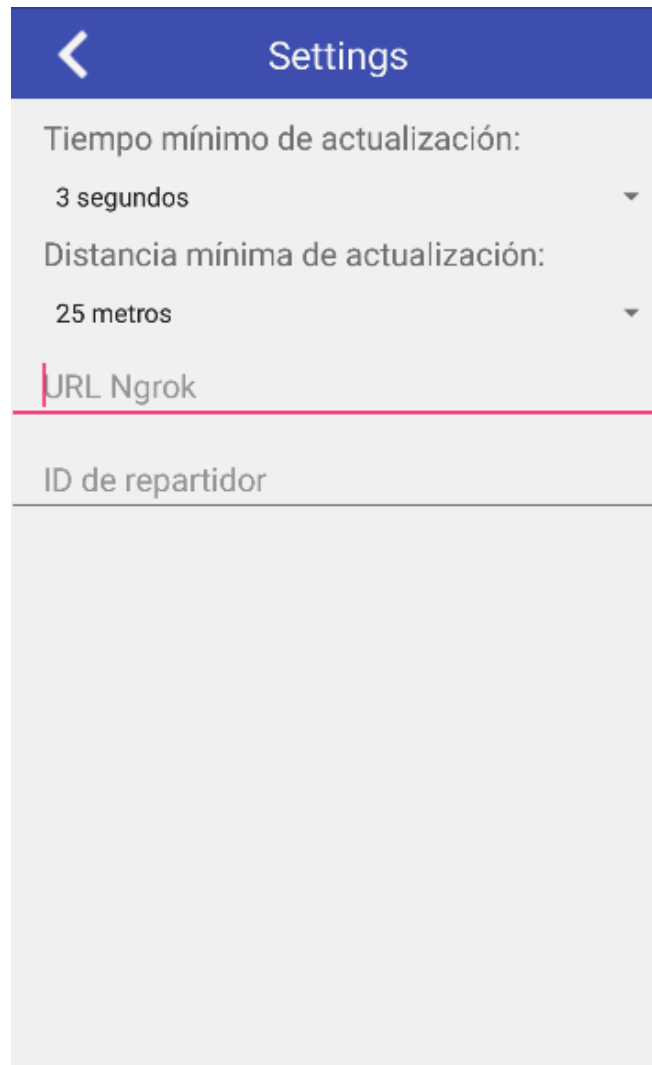 Settings
Tiempo mínimo de actualización:
3 segundos
Distancia mínima de actualización:
25 metros
URL Ngrok
ID de repartidor